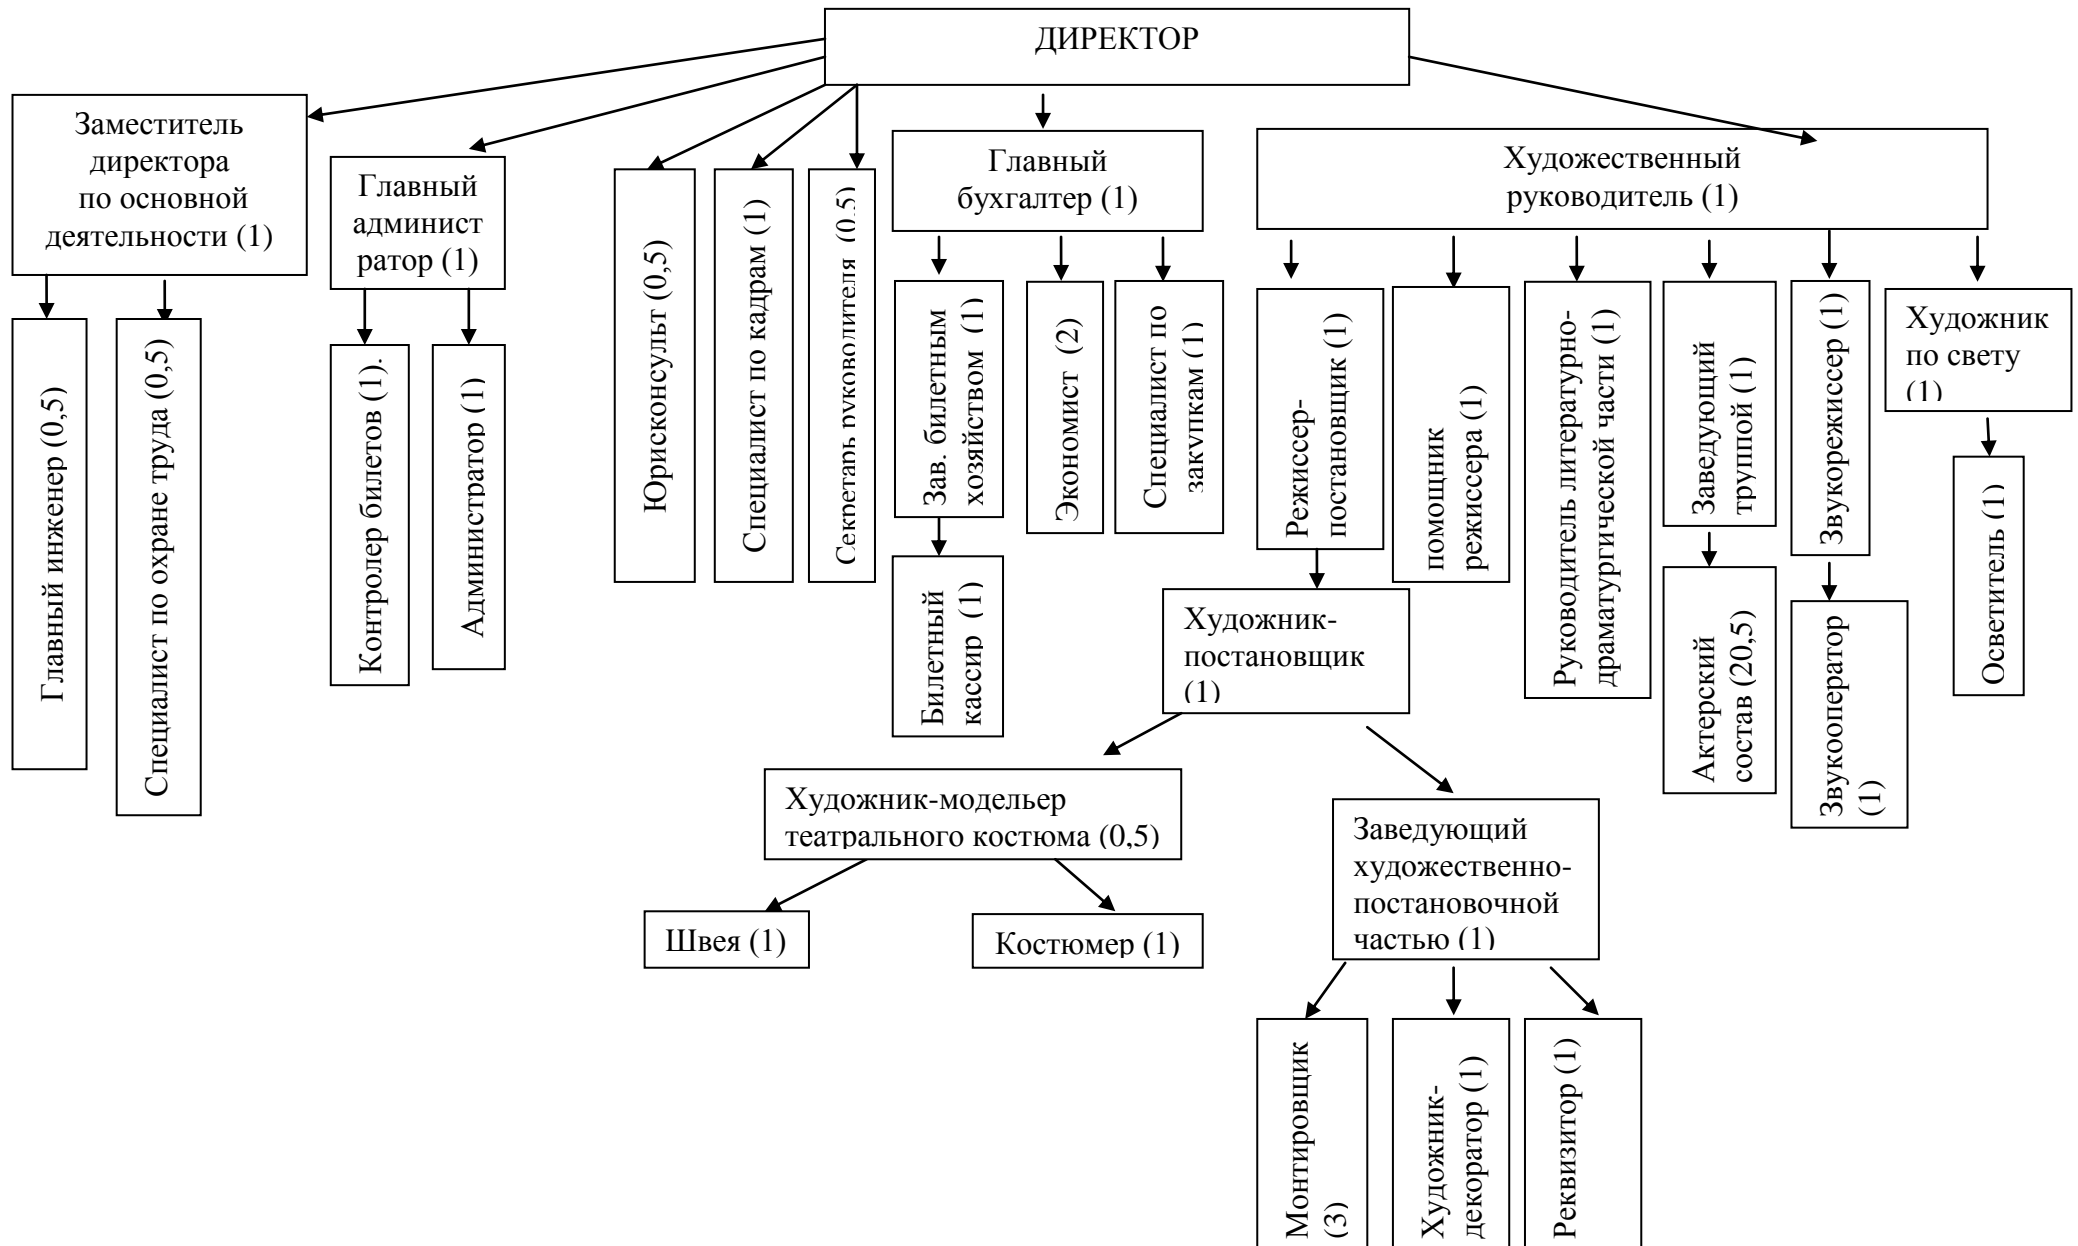 ДИРЕКТОР
Заместитель
директора
по основной
деятельности (1)
Главный
админист
ратор (1)
Юрисконсульт (0,5)
Специалист по кадрам (1)
Секретарь руководителя (0,5)
Главный
бухгалтер (1)
Художественный
руководитель (1)
Главный инженер (0,5)
Специалист по охране труда (0,5)
Контролер билетов (1).
Администратор (1)
Зав. билетным
хозяйством (1)
Экономист (2)
Специалист по
закупкам (1)
Режиссер-
постановщик (1)
помощник
режиссера (1)
Руководитель литературно-
драматургической части (1)
Заведующий
труппой (1)
Звукорежиссер (1)
Художник
по свету
(1)
Билетный
кассир (1)
Художник-
постановщик
(1)
Актерский
состав (20,5)
Звукооператор
(1)
Осветитель (1)
Художник-модельер
театрального костюма (0,5)
Заведующий
художественно-
постановочной
частью (1)
Швея (1)
Костюмер (1)
Монтировщик
(3)
Художник-
декоратор (1)
Реквизитор (1)